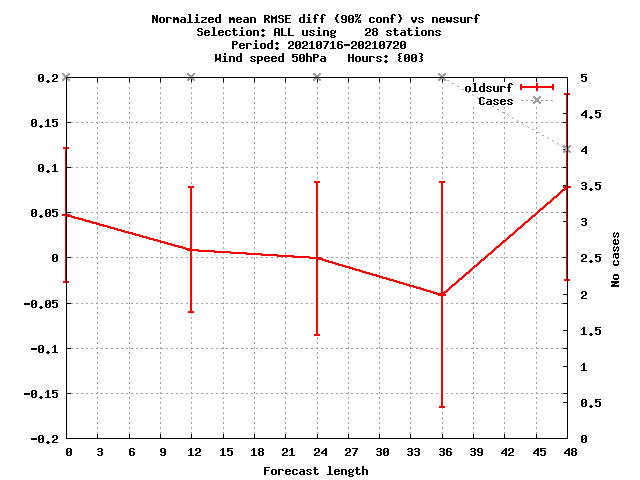 Normalized mean RMSE diff (90% conf) vs newsurf
Selection: ALL using    28 stations
Period: 20210716-20210720
Wind speed 50hPa   Hours: {00}
oldsurf
Cases
0.2
0.15
0.1
0.05
0
-0.05
-0.1
-0.15
-0.2
5
4.5
4
3.5
3
2.5
2
1.5
1
0.5
0
No cases
0 3 6 9 12 15 18 21 24 27 30 33 36 39 42 45 48
Forecast length